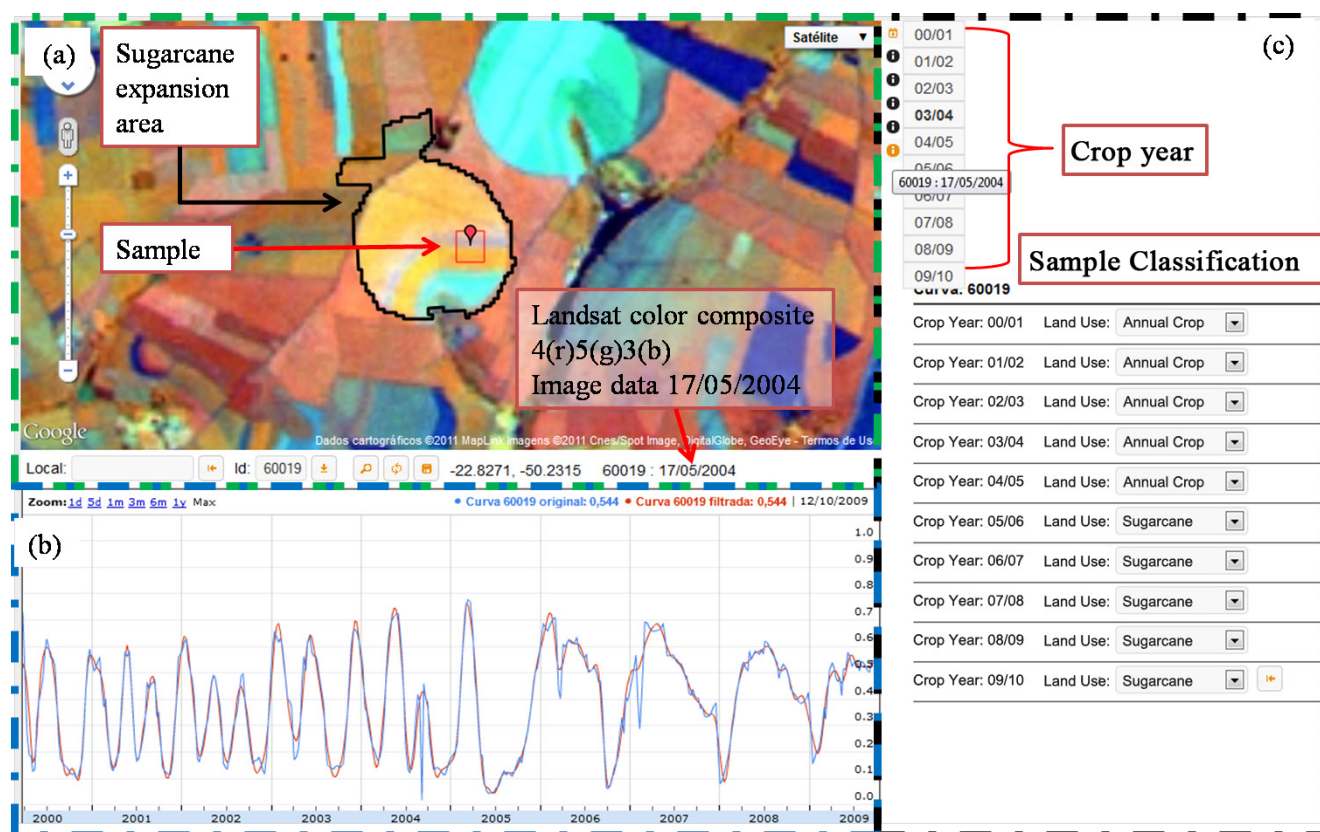 (a)
Sugarcane
expansion
area
Satélite
Sample
Landsat color composite
4(r)5(g)3(b)
Image data 17/05/2004
Google
Dados cartográficos ©2011 MapLink Imagens ©2011 Cnes/Spot Image, DigitalGlobe, GeoEye - Termos de Us
Local: Id: 60019 -22.8271, -50.2315 60019 : 17/05/2004
Zoom: 1d 5d 1m 3m 6m 1y Max • Curva 60019 original: 0,544 • Curva 60019 filtrada: 0,544 | 12/10/2009
(b)
1.0
0.9
0.8
0.7
0.6
0.5
0.4
0.3
0.2
0.1
0.0
2000 2001 2002 2003 2004 2005 2006 2007 2008 2009
(c)
00/01
01/02
02/03
03/04
04/05
05/06
60019 : 17/05/2004
06/07
07/08
08/09
09/10
Crop year
Sample Classification
Curva: 60019
Crop Year: 00/01 Land Use: Annual Crop
Crop Year: 01/02 Land Use: Annual Crop
Crop Year: 02/03 Land Use: Annual Crop
Crop Year: 03/04 Land Use: Annual Crop
Crop Year: 04/05 Land Use: Annual Crop
Crop Year: 05/06 Land Use: Sugarcane
Crop Year: 06/07 Land Use: Sugarcane
Crop Year: 07/08 Land Use: Sugarcane
Crop Year: 08/09 Land Use: Sugarcane
Crop Year: 09/10 Land Use: Sugarcane